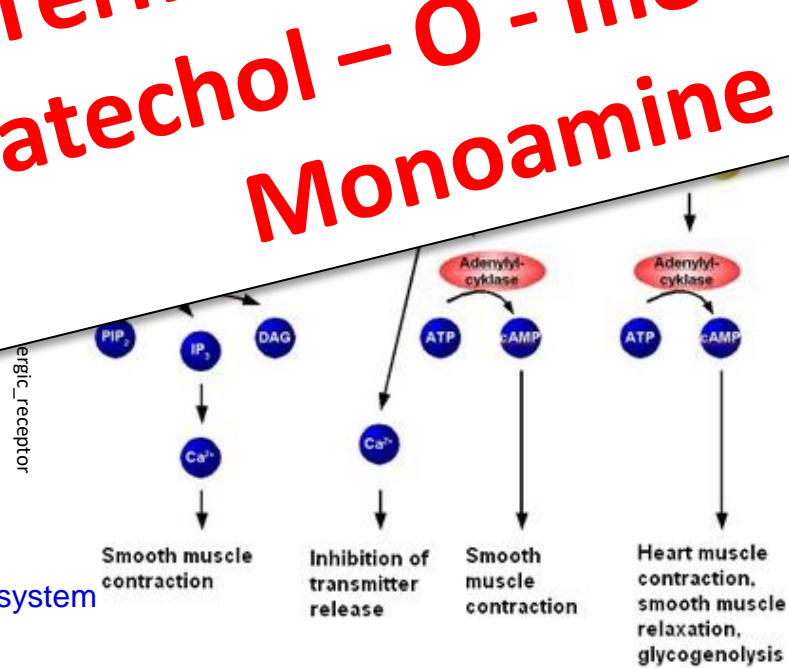 atechol – O -
Monoamine
Adenylyl-
cyklase
Adenylyl-
cyklase
PIP₂
IP₃
DAG
ATP
cAMP
ATP
cAMP
ergic_receptor
Ca²⁺
Ca²⁺
Smooth muscle
contraction
Inhibition of
transmitter
release
Smooth
muscle
contraction
Heart muscle
contraction,
smooth muscle
relaxation,
glycogenolysis
system